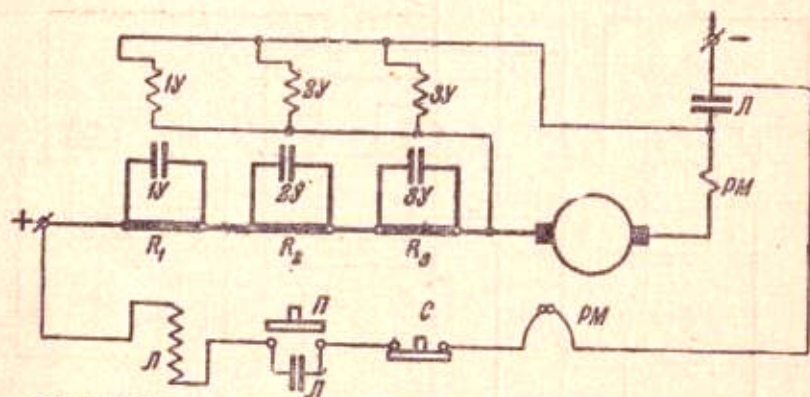 −
1У 2У 3У Л
1У 2У 3У РМ
+
R₁ R₂ R₃
П С РМ
Л
Л